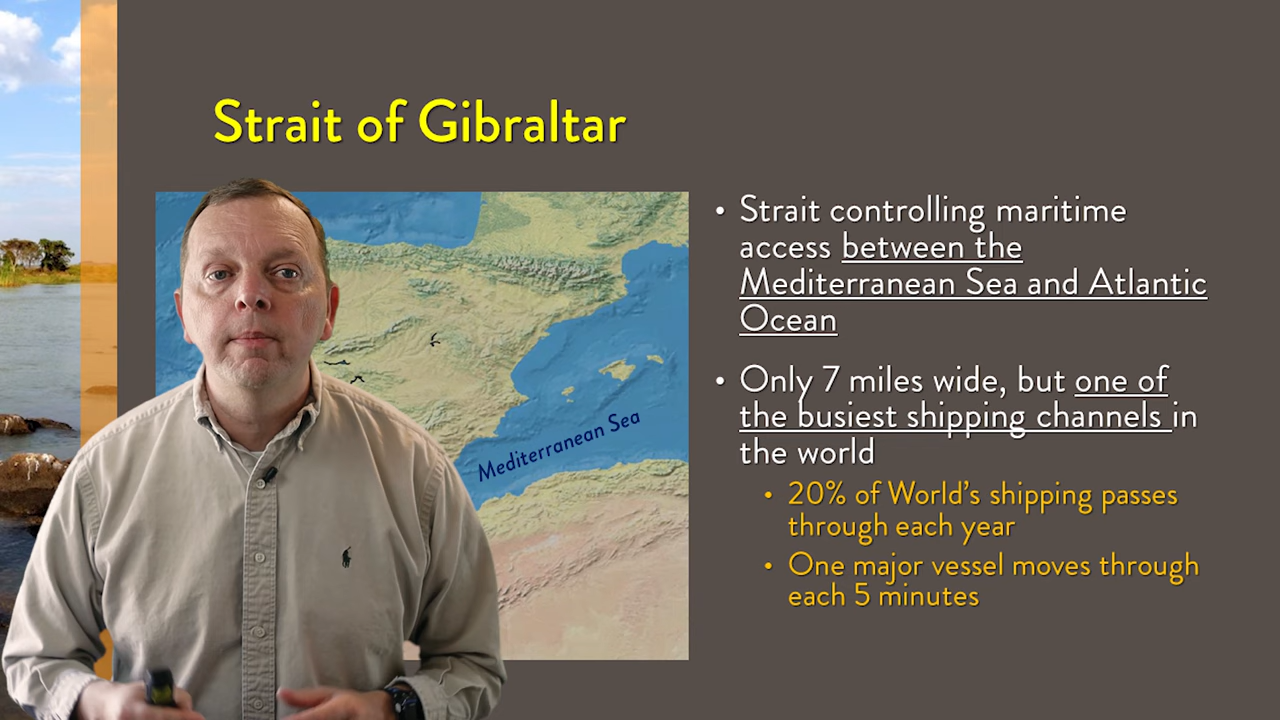 Strait of Gibraltar
Mediterranean Sea
• Strait controlling maritime
access between the
Mediterranean Sea and Atlantic
Ocean
• Only 7 miles wide, but one of
the busiest shipping channels in
the world
• 20% of World's shipping passes
through each year
• One major vessel moves through
each 5 minutes